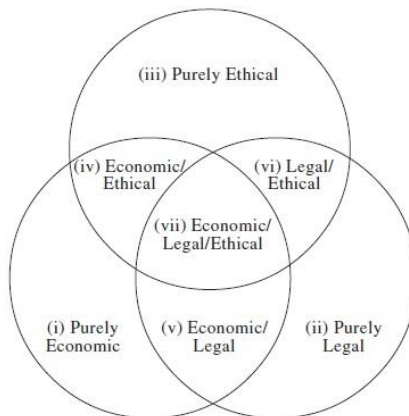 (iii) Purely Ethical
(iv) Economic/
Ethical
(vi) Legal/
Ethical
(vii) Economic/
Legal/Ethical
(i) Purely
Economic
(v) Economic/
Legal
(ii) Purely
Legal